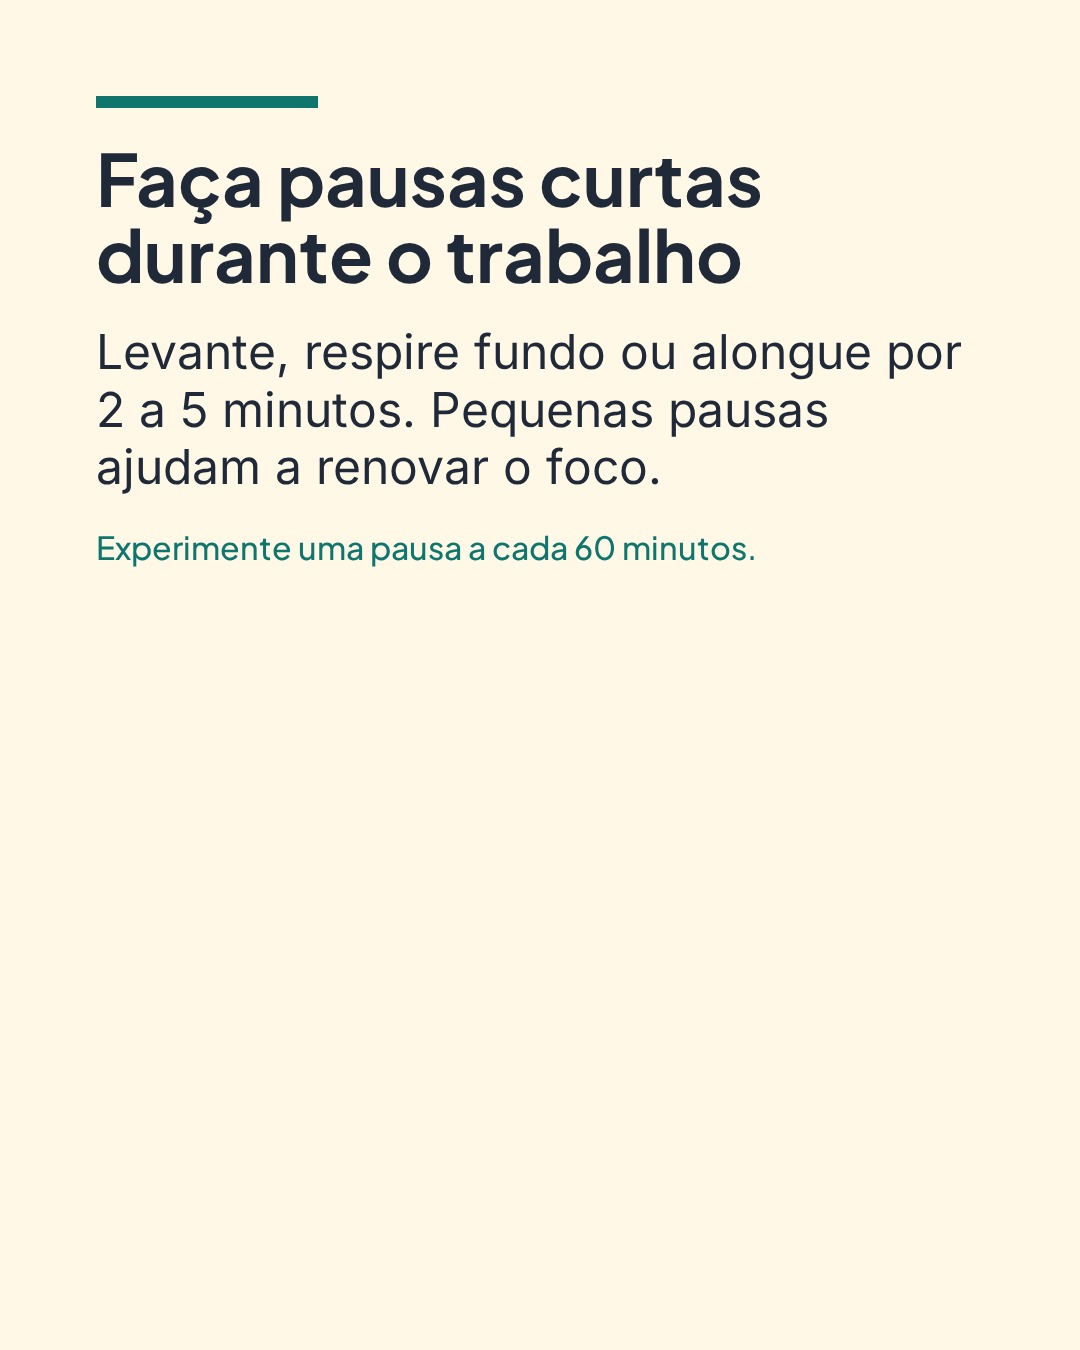 Faça pausas curtas
durante o trabalho
Levante, respire fundo ou alongue por
2 a 5 minutos. Pequenas pausas
ajudam a renovar o foco.
Experimente uma pausa a cada 60 minutos.